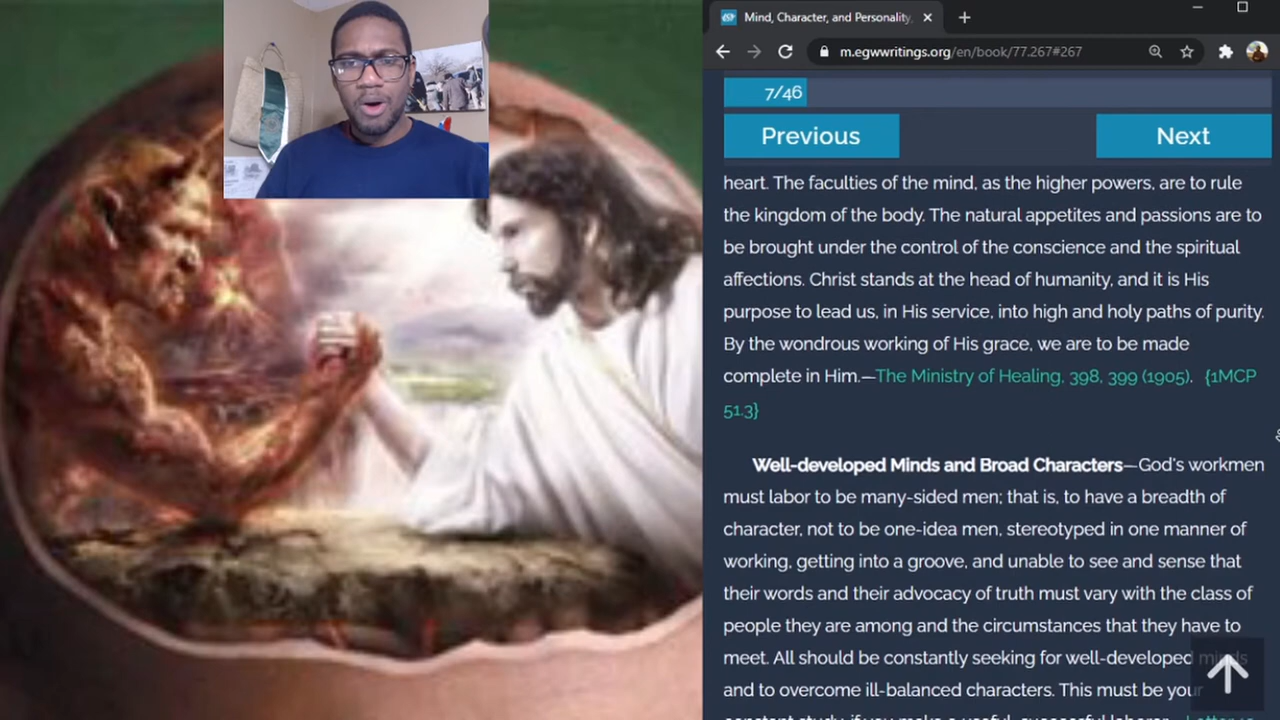 Mind, Character, and Personality,
m.egwwritings.org/en/book/77.267#267
7/46
Previous
Next
heart. The faculties of the mind, as the higher powers, are to rule
the kingdom of the body. The natural appetites and passions are to
be brought under the control of the conscience and the spiritual
affections. Christ stands at the head of humanity, and it is His
purpose to lead us, in His service, into high and holy paths of purity.
By the wondrous working of His grace, we are to be made
complete in Him.—The Ministry of Healing, 398, 399 (1905). {1MCP
51.3}
Well-developed Minds and Broad Characters—God's workmen
must labor to be many-sided men; that is, to have a breadth of
character, not to be one-idea men, stereotyped in one manner of
working, getting into a groove, and unable to see and sense that
their words and their advocacy of truth must vary with the class of
people they are among and the circumstances that they have to
meet. All should be constantly seeking for well-developed minds
and to overcome ill-balanced characters. This must be your
constant study, if you make a useful, successful laborer.